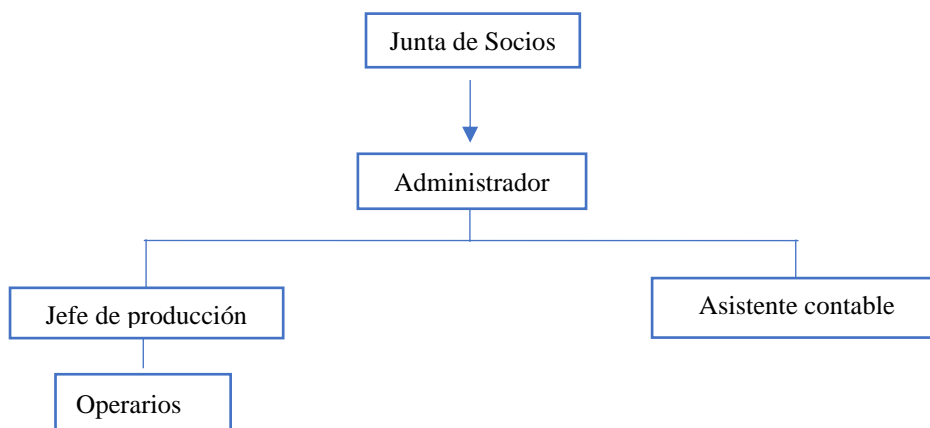 Junta de Socios
Administrador
Jefe de producción
Asistente contable
Operarios